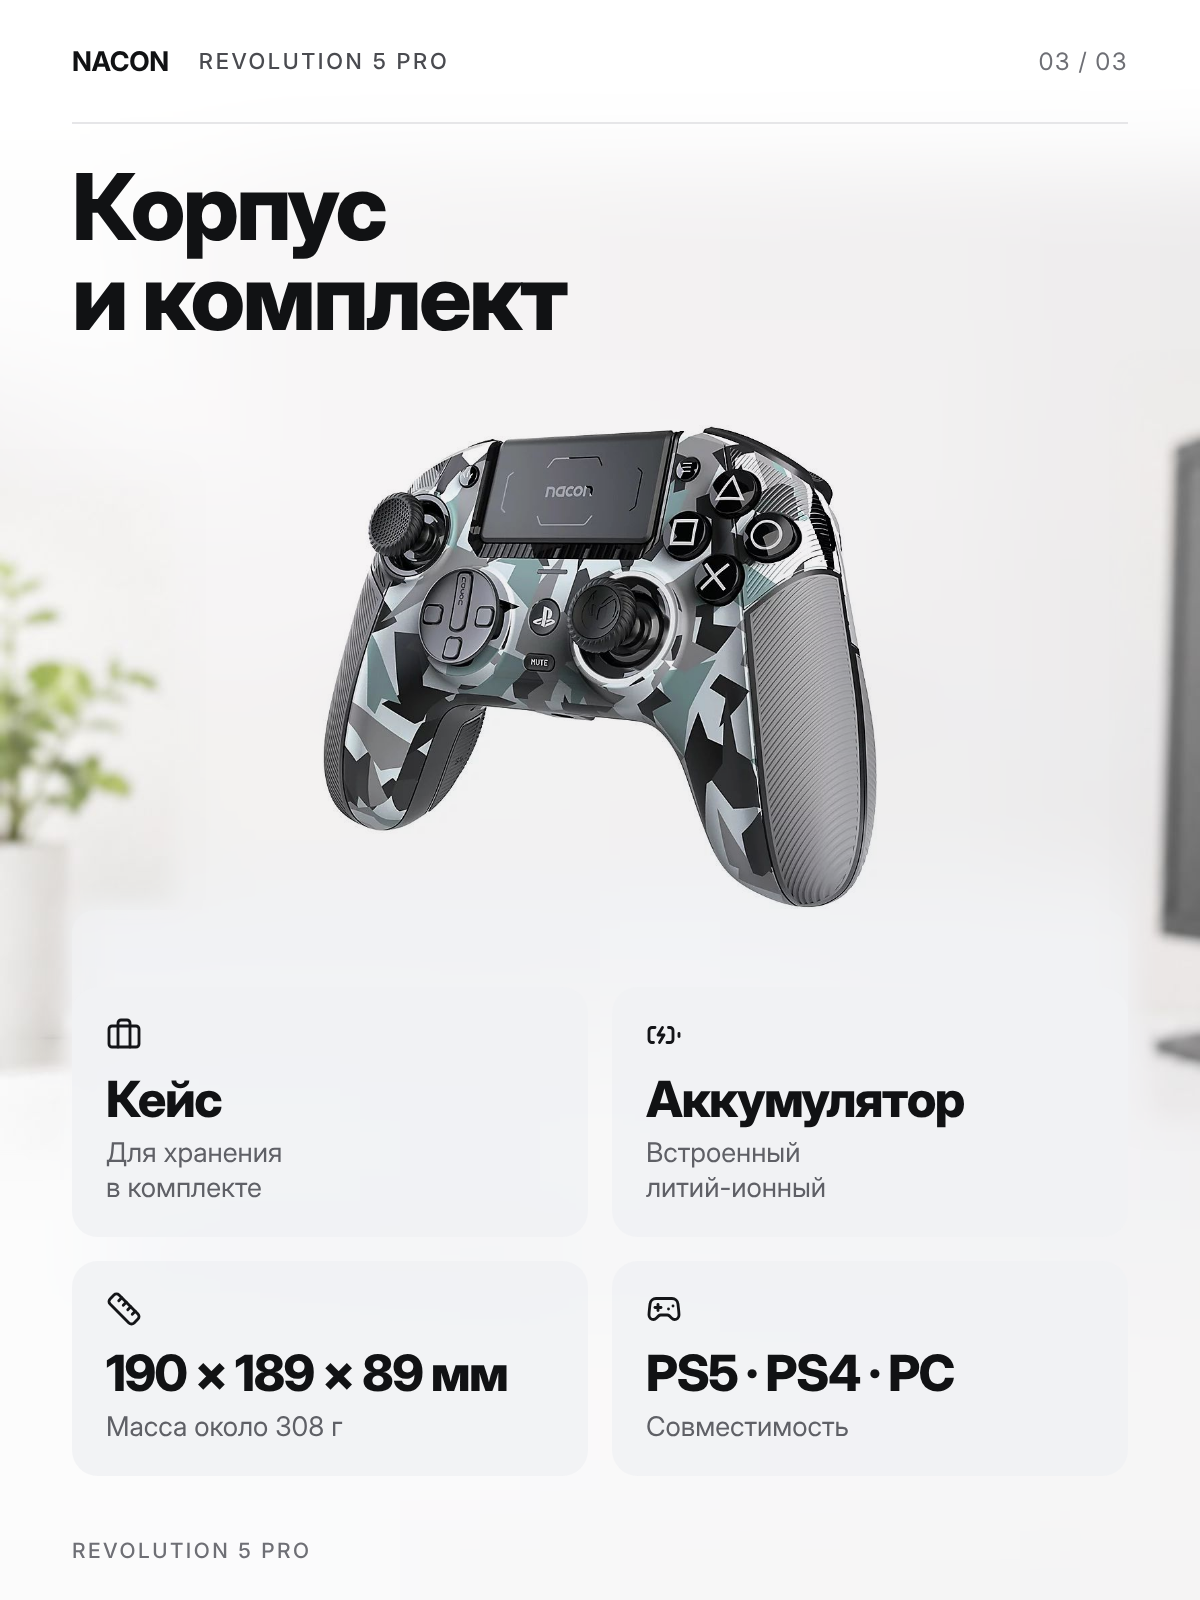 NACON REVOLUTION 5 PRO 03 / 03
Корпус
и комплект
nacon
MUTE
Кейс
Для хранения
в комплекте
Аккумулятор
Встроенный
литий-ионный
190 × 189 × 89 мм
Масса около 308 г
PS5 · PS4 · PC
Совместимость
REVOLUTION 5 PRO